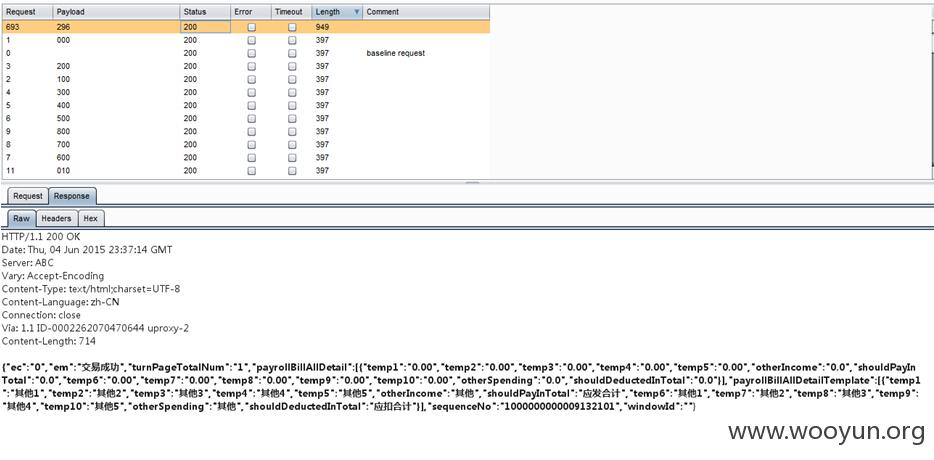 Request Payload Status Error Timeout Length Comment
693 296 200 949
1 000 200 397
0 200 397 baseline request
3 200 200 397
2 100 200 397
4 300 200 397
5 400 200 397
6 500 200 397
9 800 200 397
8 700 200 397
7 600 200 397
11 010 200 397
Request Response
Raw Headers Hex
HTTP/1.1 200 OK
Date: Thu, 04 Jun 2015 23:37:14 GMT
Server: ABC
Vary: Accept-Encoding
Content-Type: text/html;charset=UTF-8
Content-Language: zh-CN
Connection: close
Via: 1.1 ID-0002262070470644 uproxy-2
Content-Length: 714
{"ec":"0","em":"交易成功","turnPageTotalNum":"1","payrollBillAllDetail":[{"temp1":"0.00","temp2":"0.00","temp3":"0.00","temp4":"0.00","temp5":"0.00","otherIncome":"0.0","shouldPayIn
Total":"0.0","temp6":"0.00","temp7":"0.00","temp8":"0.00","temp9":"0.00","temp10":"0.00","otherSpending":"0.0","shouldDeductedInTotal":"0.0"}],"payrollBillAllDetailTemplate":[{"temp1
":"其他1","temp2":"其他2","temp3":"其他3","temp4":"其他4","temp5":"其他5","otherIncome":"其他","shouldPayInTotal":"应发合计","temp6":"其他1","temp7":"其他2","temp8":"其他3","temp9":
"其他4","temp10":"其他5","otherSpending":"其他","shouldDeductedInTotal":"应扣合计"}],"sequenceNo":"1000000000009132101","windowId":""}
www.wooyun.org